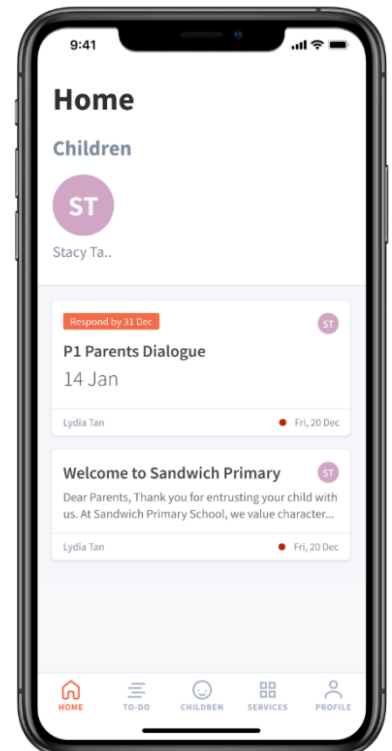 9:41
Home
Children
ST
Stacy Ta..
Respond by 31 Dec
ST
P1 Parents Dialogue
14 Jan
Lydia Tan
Fri, 20 Dec
Welcome to Sandwich Primary
ST
Dear Parents, Thank you for entrusting your child with
us. At Sandwich Primary School, we value character...
Lydia Tan
Fri, 20 Dec
HOME
TO-DO
CHILDREN
SERVICES
PROFILE